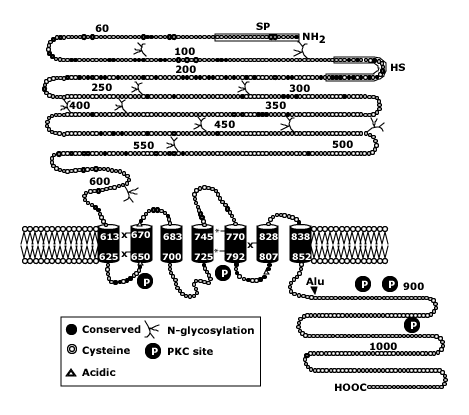 SP
60
NH2
100
HS
200
250 300
400 350
450
550 500
600
613 670 683 745 770 828 838
625 650 700 725 792 807 852
P P
Alu P P 900
P
1000
HOOC
Conserved N-glycosylation
Cysteine P PKC site
Acidic